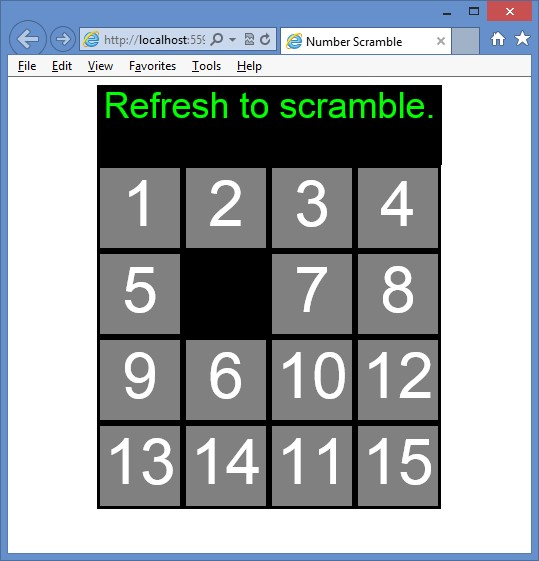 http://localhost:559
Number Scramble
File Edit View Favorites Tools Help
Refresh to scramble.
1 2 3 4
5 7 8
9 6 10 12
13 14 11 15